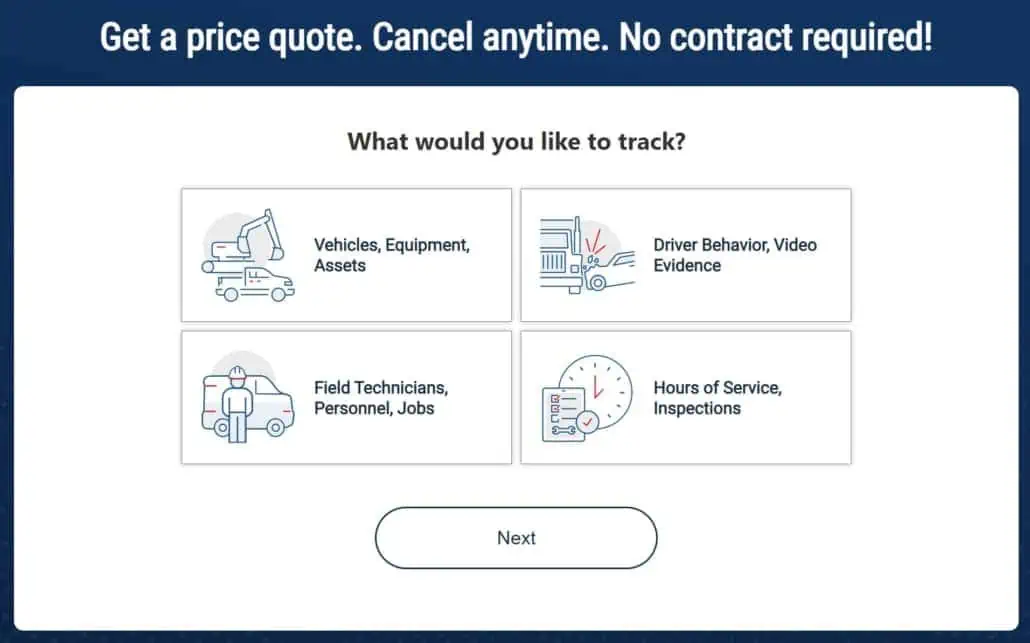 Get a price quote. Cancel anytime. No contract required!
What would you like to track?
Vehicles, Equipment,
Assets
Driver Behavior, Video
Evidence
Field Technicians,
Personnel, Jobs
Hours of Service,
Inspections
Next